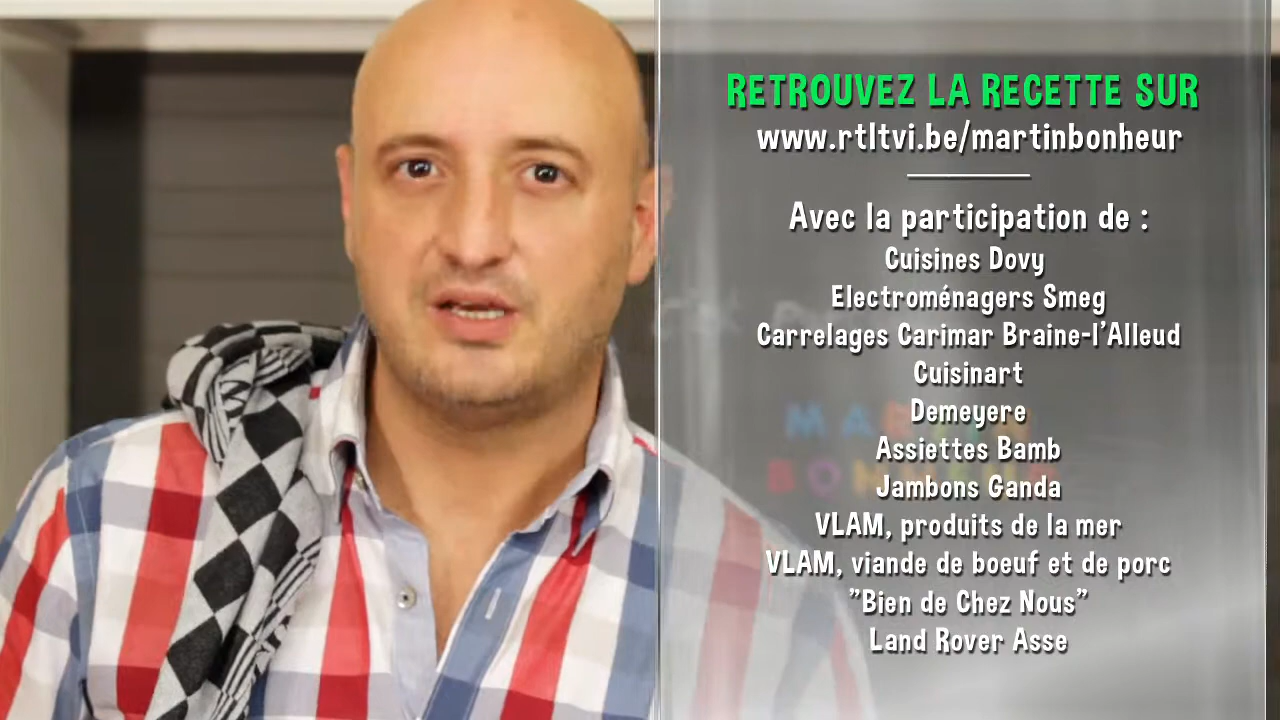 RETROUVEZ LA RECETTE SUR
www.rtltvi.be/martinbonheur
Avec la participation de :
Cuisines Dovy
Electroménagers Smeg
Carrelages Carimar Braine-l'Alleud
Cuisinart
Demeyere
Assiettes Bamb
Jambons Ganda
VLAM, produits de la mer
VLAM, viande de boeuf et de porc
"Bien de Chez Nous"
Land Rover Asse